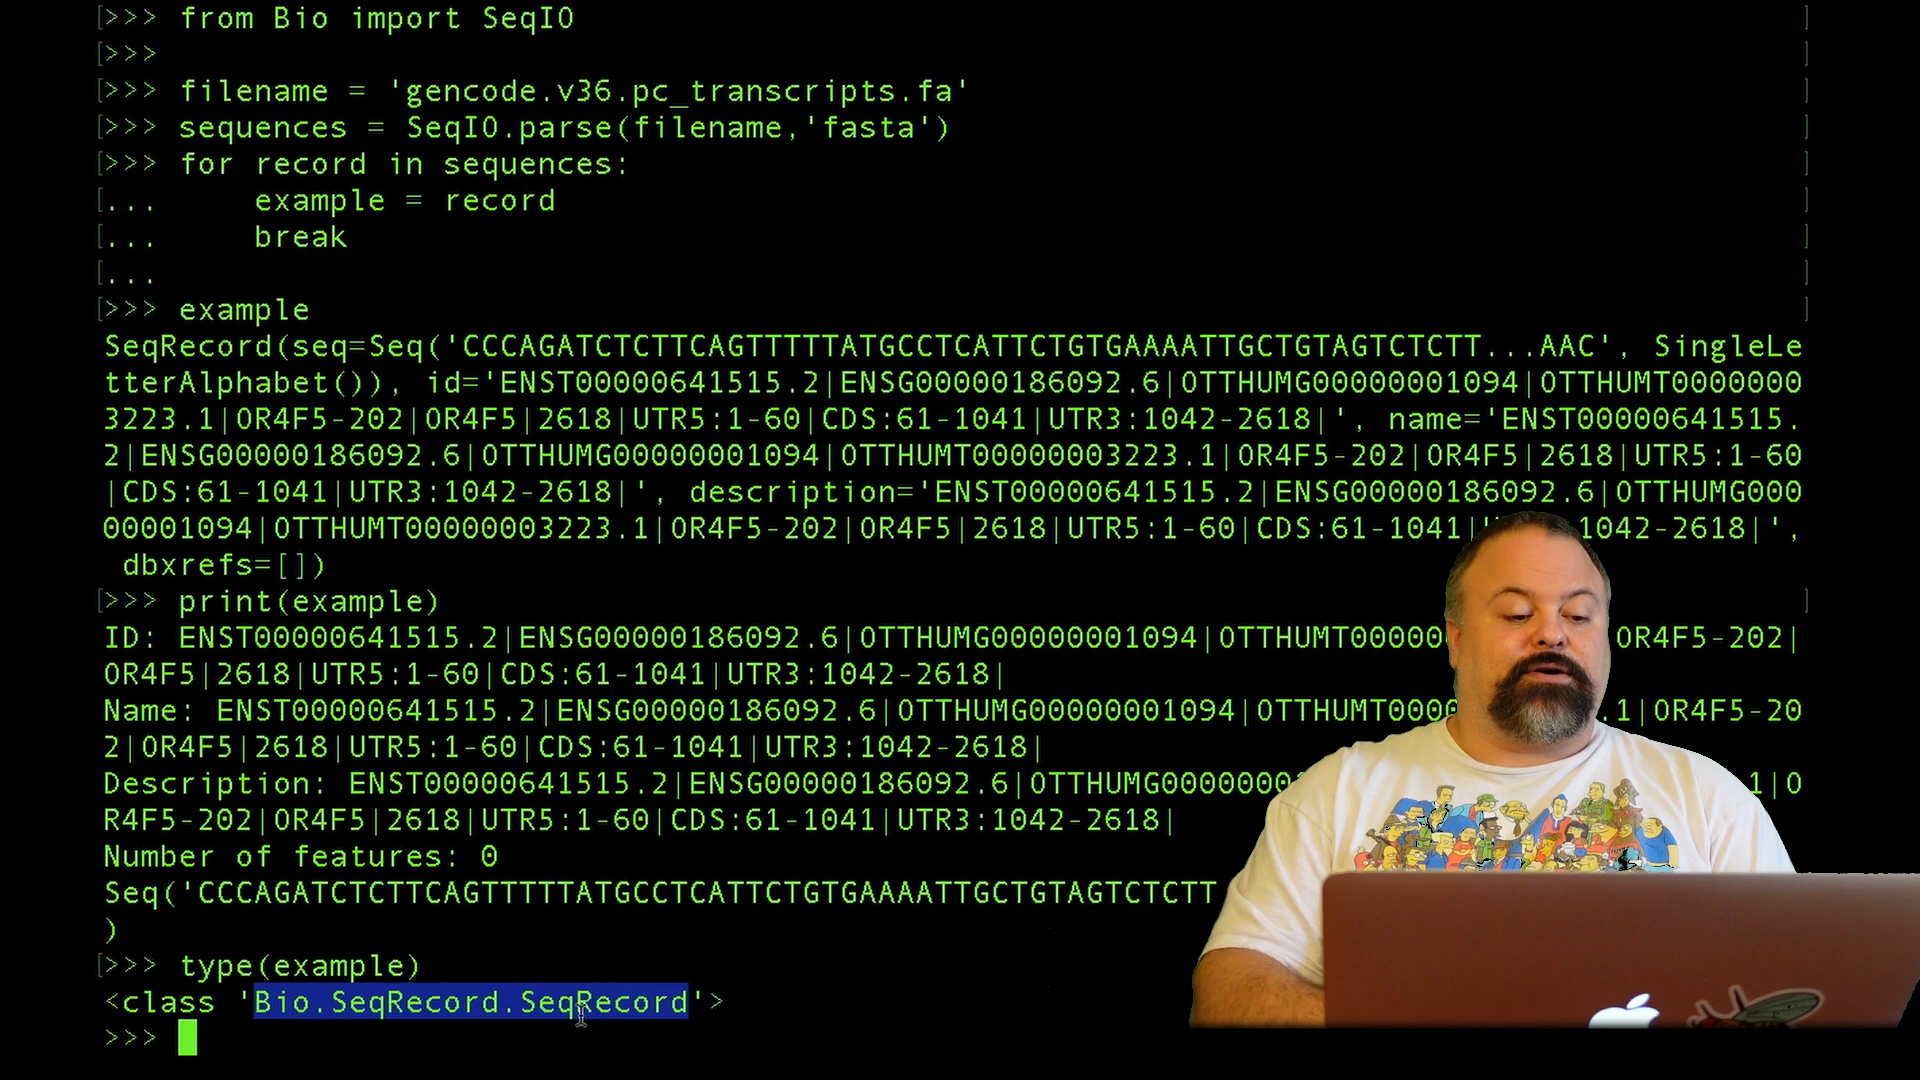 [>>> from Bio import SeqIO ]
[>>> ]
[>>> filename = 'gencode.v36.pc_transcripts.fa' ]
[>>> sequences = SeqIO.parse(filename,'fasta') ]
[>>> for record in sequences: ]
[...     example = record ]
[...     break ]
[... ]
[>>> example ]
SeqRecord(seq=Seq('CCCAGATCTCTTCAGTTTTTATGCCTCATTCTGTGAAAATTGCTGTAGTCTCTT...AAC', SingleLe
tterAlphabet()), id='ENST00000641515.2|ENSG00000186092.6|OTTHUMG00000001094|OTTHUMT0000000
3223.1|OR4F5-202|OR4F5|2618|UTR5:1-60|CDS:61-1041|UTR3:1042-2618|', name='ENST00000641515.
2|ENSG00000186092.6|OTTHUMG00000001094|OTTHUMT00000003223.1|OR4F5-202|OR4F5|2618|UTR5:1-60
|CDS:61-1041|UTR3:1042-2618|', description='ENST00000641515.2|ENSG00000186092.6|OTTHUMG000
00001094|OTTHUMT00000003223.1|OR4F5-202|OR4F5|2618|UTR5:1-60|CDS:61-1041| 1042-2618|',
 dbxrefs=[])
[>>> print(example) ]
ID: ENST00000641515.2|ENSG00000186092.6|OTTHUMG00000001094|OTTHUMT00000 OR4F5-202|
OR4F5|2618|UTR5:1-60|CDS:61-1041|UTR3:1042-2618|
Name: ENST00000641515.2|ENSG00000186092.6|OTTHUMG00000001094|OTTHUMT0000 .1|OR4F5-20
2|OR4F5|2618|UTR5:1-60|CDS:61-1041|UTR3:1042-2618|
Description: ENST00000641515.2|ENSG00000186092.6|OTTHUMG0000000 1|O
R4F5-202|OR4F5|2618|UTR5:1-60|CDS:61-1041|UTR3:1042-2618|
Number of features: 0
Seq('CCCAGATCTCTTCAGTTTTTATGCCTCATTCTGTGAAAATTGCTGTAGTCTCTT
)
[>>> type(example)
<class 'Bio.SeqRecord.SeqRecord'>
>>>